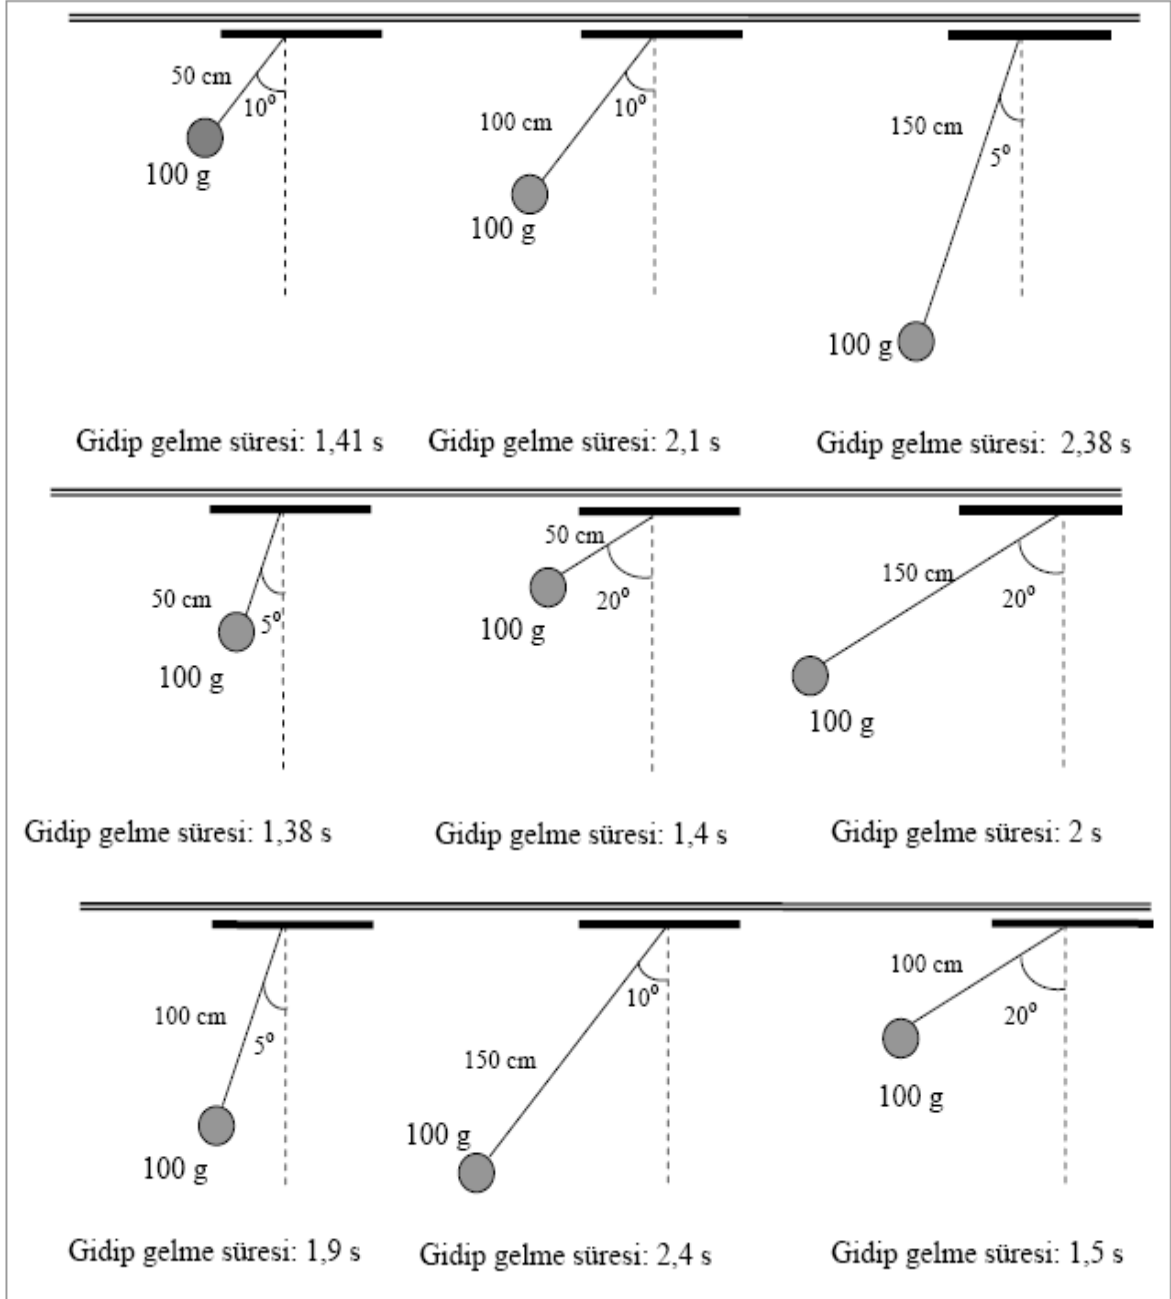 50 cm
10°
100 g
100 cm
10°
100 g
150 cm
5°
100 g
Gidip gelme süresi: 1,41 s
Gidip gelme süresi: 2,1 s
Gidip gelme süresi: 2,38 s
50 cm
5°
100 g
50 cm
20°
100 g
150 cm
20°
100 g
Gidip gelme süresi: 1,38 s
Gidip gelme süresi: 1,4 s
Gidip gelme süresi: 2 s
100 cm
5°
100 g
10°
150 cm
100 g
100 cm
20°
100 g
Gidip gelme süresi: 1,9 s
Gidip gelme süresi: 2,4 s
Gidip gelme süresi: 1,5 s